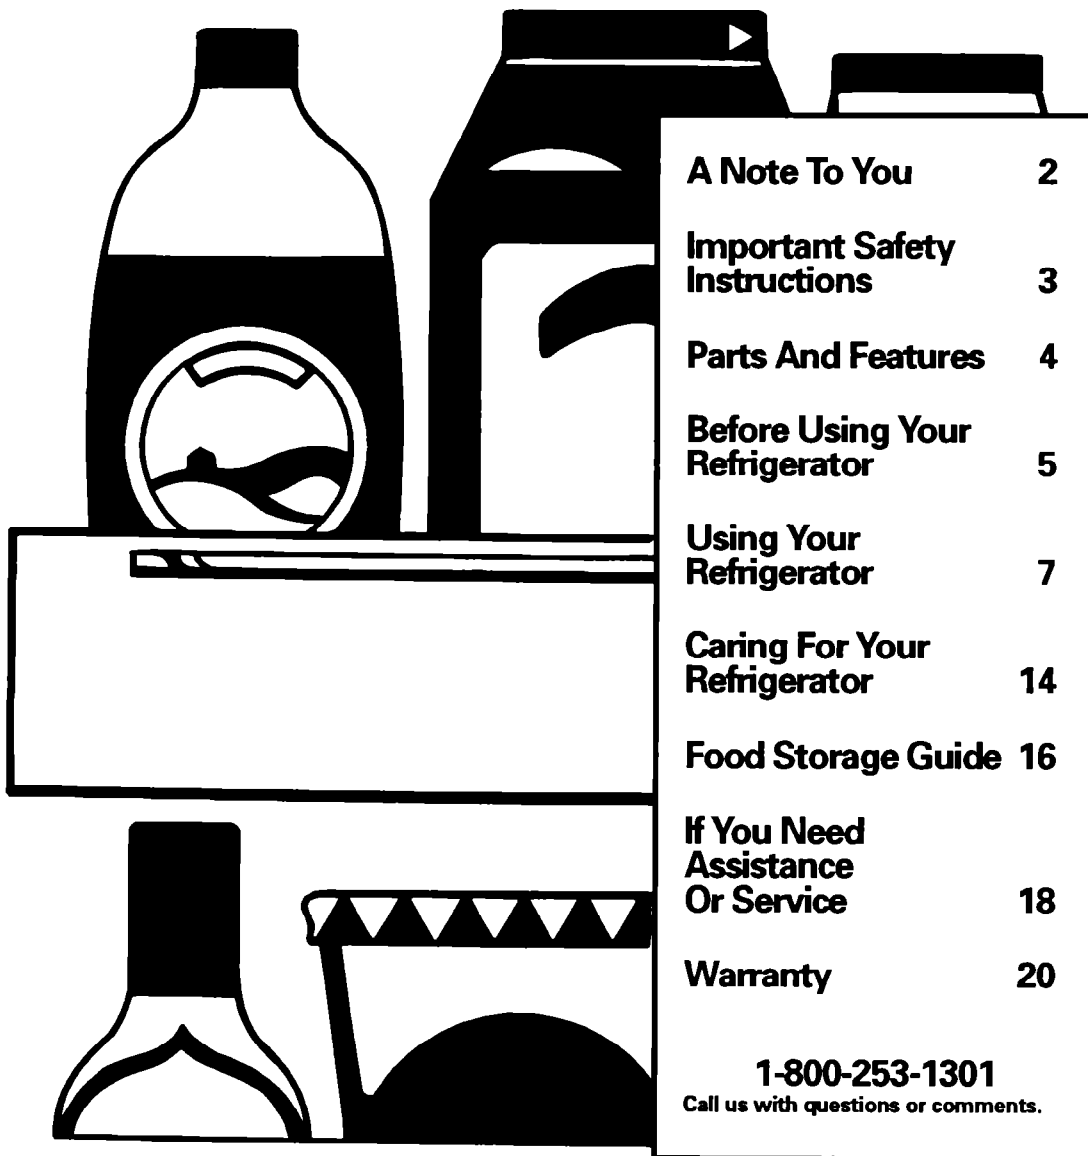 A Note To You 2
Important Safety
Instructions 3
Parts And Features 4
Before Using Your
Refrigerator 5
Using Your
Refrigerator 7
Caring For Your
Refrigerator 14
Food Storage Guide 16
If You Need
Assistance
Or Service 18
Warranty 20
1-800-253-1301
Call us with questions or comments.